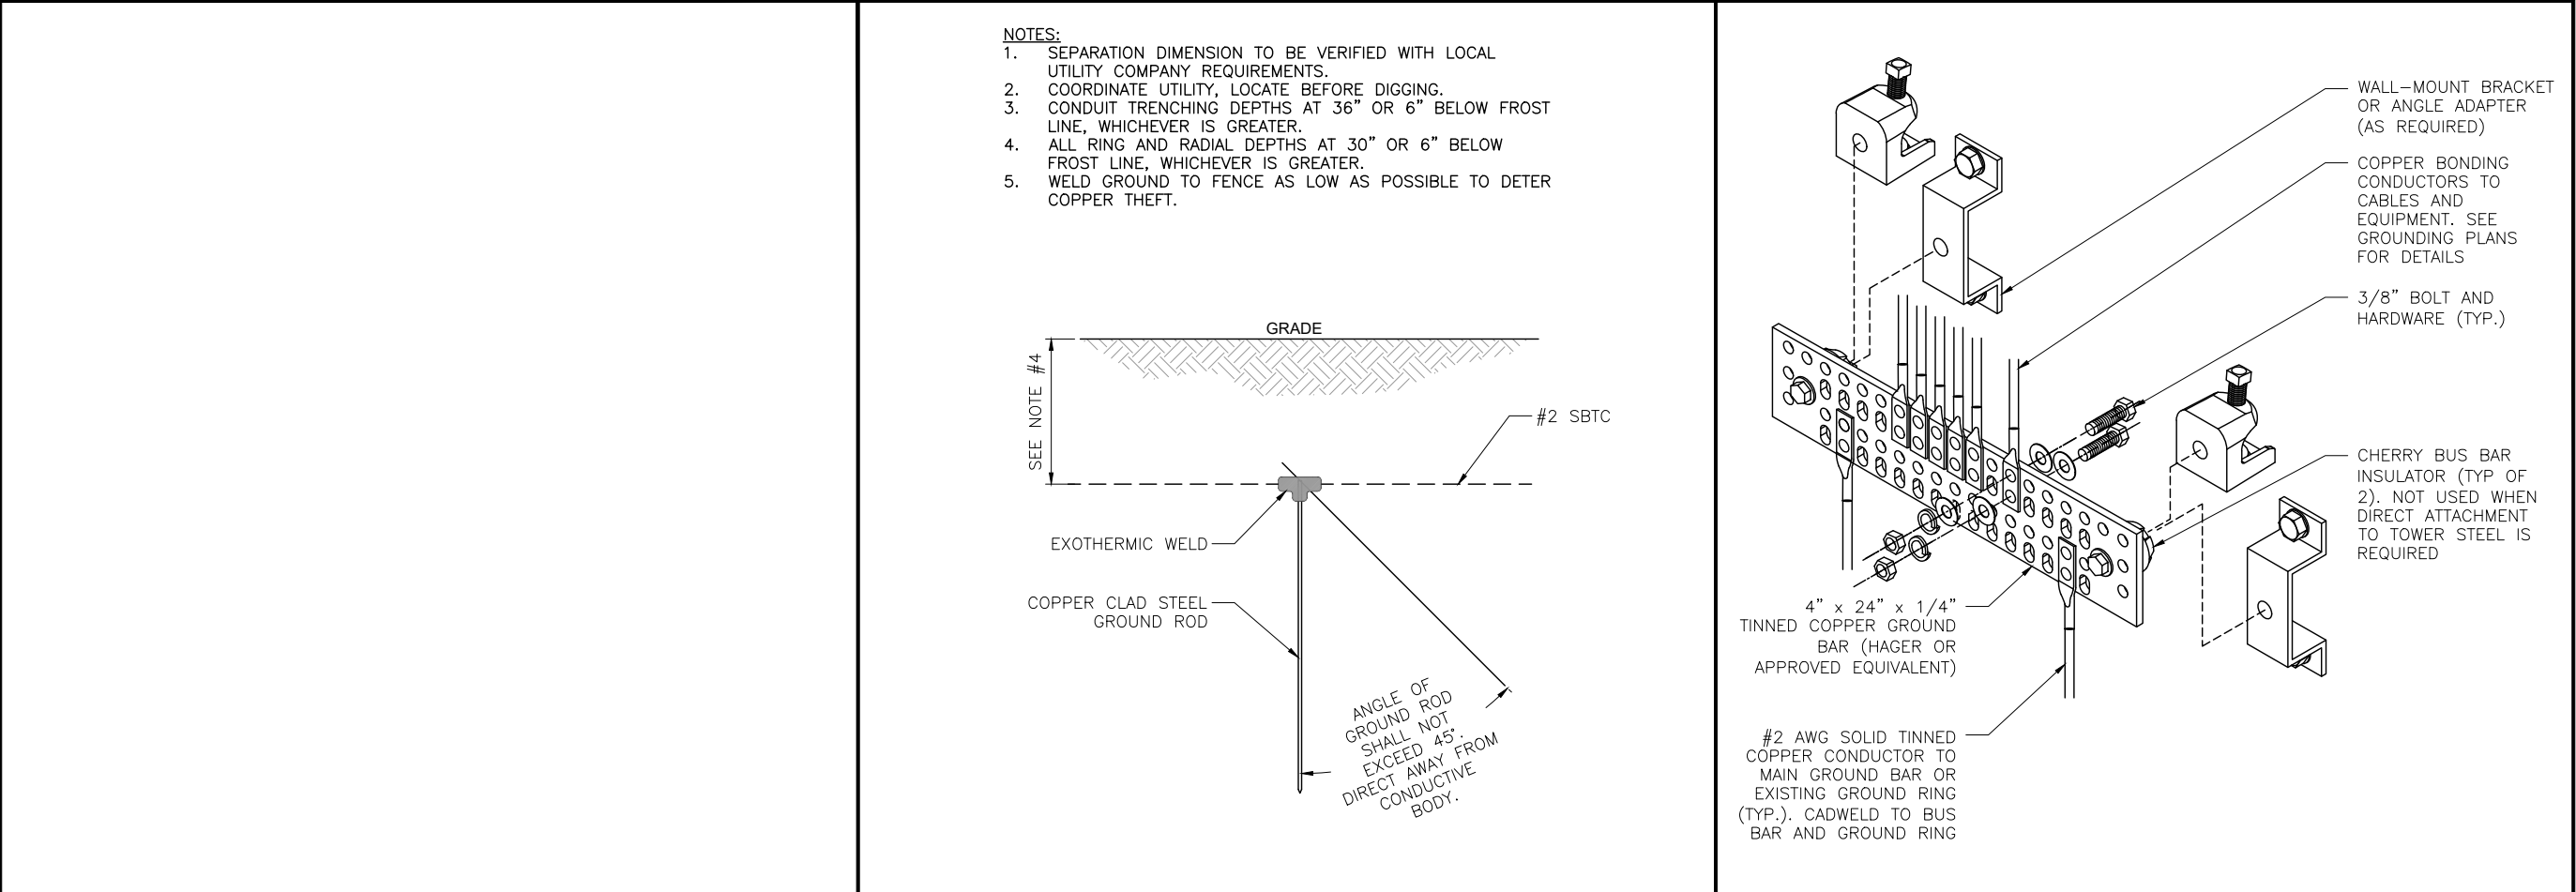 NOTES:
1. SEPARATION DIMENSION TO BE VERIFIED WITH LOCAL
UTILITY COMPANY REQUIREMENTS.
2. COORDINATE UTILITY, LOCATE BEFORE DIGGING.
3. CONDUIT TRENCHING DEPTHS AT 36” OR 6” BELOW FROST
LINE, WHICHEVER IS GREATER.
4. ALL RING AND RADIAL DEPTHS AT 30” OR 6” BELOW
FROST LINE, WHICHEVER IS GREATER.
5. WELD GROUND TO FENCE AS LOW AS POSSIBLE TO DETER
COPPER THEFT.
GRADE
SEE NOTE #4
#2 SBTC
EXOTHERMIC WELD
COPPER CLAD STEEL
GROUND ROD
ANGLE OF
GROUND ROD
SHALL NOT
EXCEED 45°.
DIRECT AWAY FROM
CONDUCTIVE
BODY.
WALL-MOUNT BRACKET
OR ANGLE ADAPTER
(AS REQUIRED)
COPPER BONDING
CONDUCTORS TO
CABLES AND
EQUIPMENT. SEE
GROUNDING PLANS
FOR DETAILS
3/8” BOLT AND
HARDWARE (TYP.)
CHERRY BUS BAR
INSULATOR (TYP OF
2). NOT USED WHEN
DIRECT ATTACHMENT
TO TOWER STEEL IS
REQUIRED
4” x 24” x 1/4”
TINNED COPPER GROUND
BAR (HAGER OR
APPROVED EQUIVALENT)
#2 AWG SOLID TINNED
COPPER CONDUCTOR TO
MAIN GROUND BAR OR
EXISTING GROUND RING
(TYP.). CADWELD TO BUS
BAR AND GROUND RING